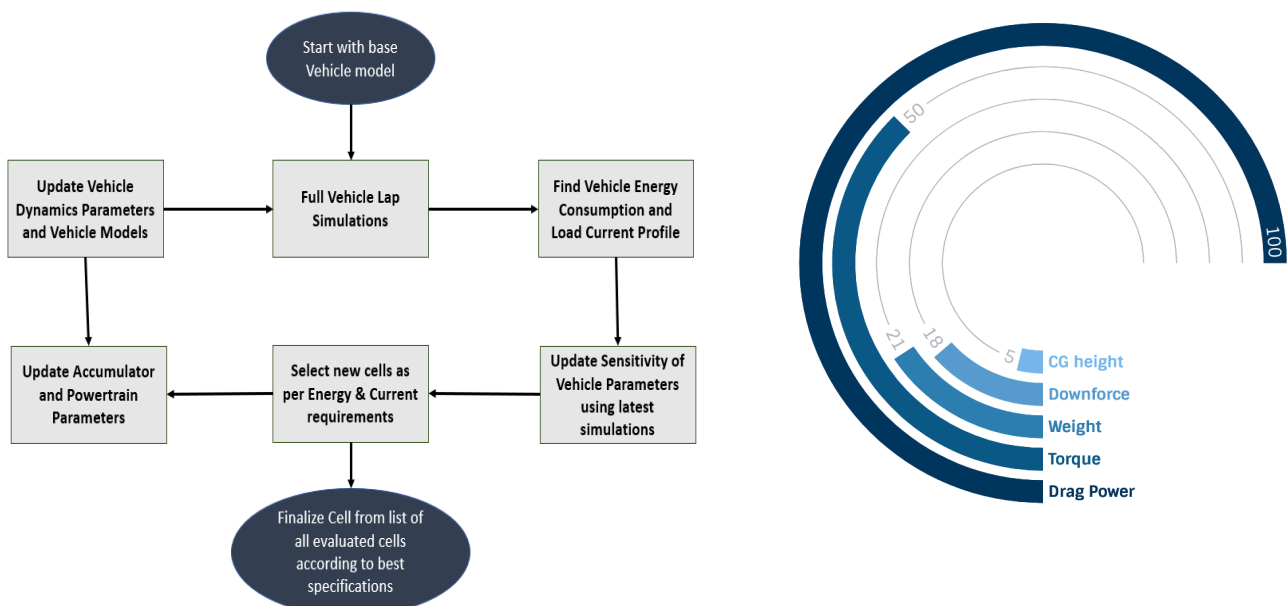 Start with base
Vehicle model
Update Vehicle
Dynamics Parameters
and Vehicle Models
Full Vehicle Lap
Simulations
Find Vehicle Energy
Consumption and
Load Current Profile
Update Accumulator
and Powertrain
Parameters
Select new cells as
per Energy & Current
requirements
Update Sensitivity of
Vehicle Parameters
using latest
simulations
Finalize Cell from list of
all evaluated cells
according to best
specifications
50
100
21
18
5
CG height
Downforce
Weight
Torque
Drag Power